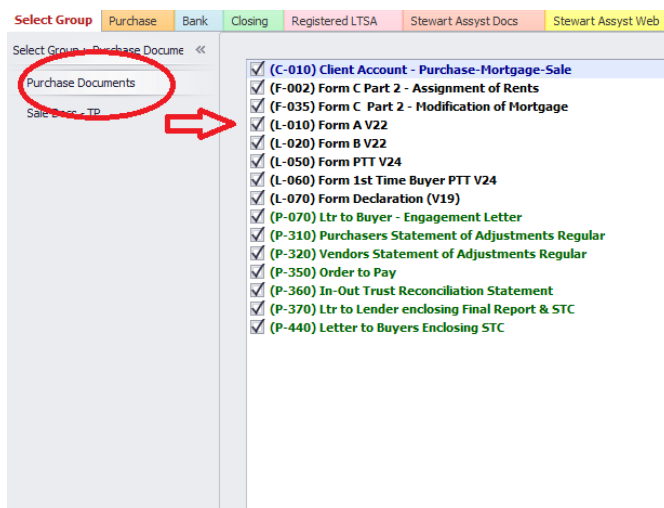 Select Group Purchase Bank Closing Registered LTSA Stewart Assyst Docs Stewart Assyst Web
Select Group > Purchase Docume «
Purchase Documents
Sale Docs - TP
(C-010) Client Account - Purchase-Mortgage-Sale
(F-002) Form C Part 2 - Assignment of Rents
(F-035) Form C Part 2 - Modification of Mortgage
(L-010) Form A V22
(L-020) Form B V22
(L-050) Form PTT V24
(L-060) Form 1st Time Buyer PTT V24
(L-070) Form Declaration (V19)
(P-070) Ltr to Buyer - Engagement Letter
(P-310) Purchasers Statement of Adjustments Regular
(P-320) Vendors Statement of Adjustments Regular
(P-350) Order to Pay
(P-360) In-Out Trust Reconciliation Statement
(P-370) Ltr to Lender enclosing Final Report & STC
(P-440) Letter to Buyers Enclosing STC